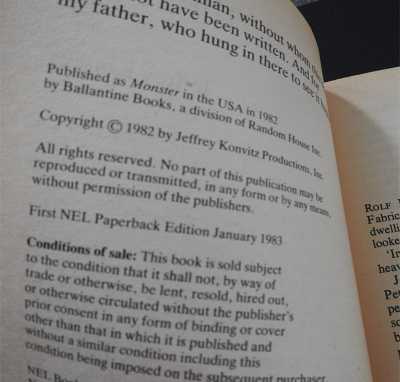 man, without whom
not have been written. And for
my father, who hung in there to see it
Published as Monster in the USA in 1982
by Ballantine Books, a division of Random House Inc.
Copyright © 1982 by Jeffrey Konvitz Productions, Inc.
All rights reserved. No part of this publication may be
reproduced or transmitted, in any form or by any means,
without permission of the publishers.
First NEL Paperback Edition January 1983
Conditions of sale: This book is sold subject
to the condition that it shall not, by way of
trade or otherwise, be lent, resold, hired out,
or otherwise circulated without the publisher's
prior consent in any form of binding or cover
other than that in which it is published and
without a similar condition including this
condition being imposed on the subsequent purchaser
NEL
ROLF
Fabric
dwelli
looke
'In
heav
J
Pe
pe
so
b